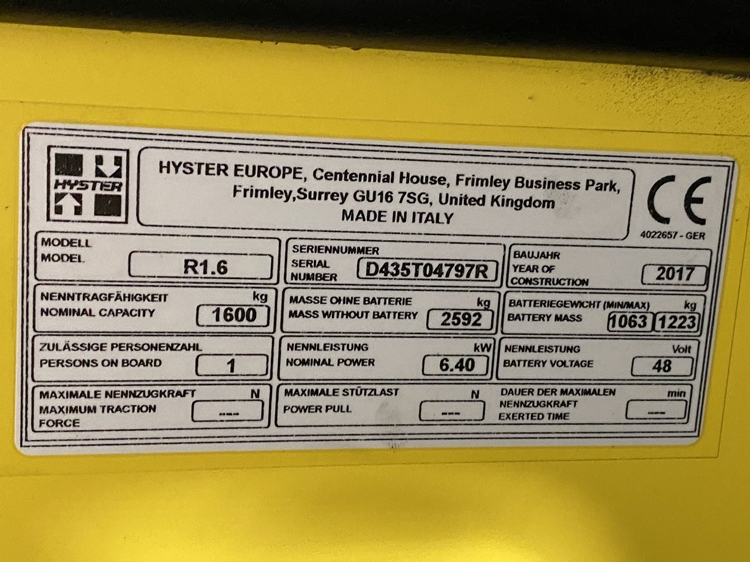 HYSTER
HYSTER EUROPE, Centennial House, Frimley Business Park,
Frimley,Surrey GU16 7SG, United Kingdom
MADE IN ITALY
CE
4022657 - GER
MODELL
MODEL
R1.6
SERIENNUMMER
SERIAL
NUMBER
D435T04797R
BAUJAHR
YEAR OF
CONSTRUCTION
2017
NENNTRAGFÄHIGKEIT kg
NOMINAL CAPACITY 1600
MASSE OHNE BATTERIE kg
MASS WITHOUT BATTERY 2592
BATTERIEGEWICHT (MIN/MAX) kg
BATTERY MASS 1063 1223
ZULÄSSIGE PERSONENZAHL
PERSONS ON BOARD 1
NENNLEISTUNG kW
NOMINAL POWER 6.40
NENNLEISTUNG Volt
BATTERY VOLTAGE 48
MAXIMALE NENNZUGKRAFT N
MAXIMUM TRACTION ---
FORCE
MAXIMALE STÜTZLAST N
POWER PULL ---
DAUER DER MAXIMALEN min
NENNZUGKRAFT
EXERTED TIME ---